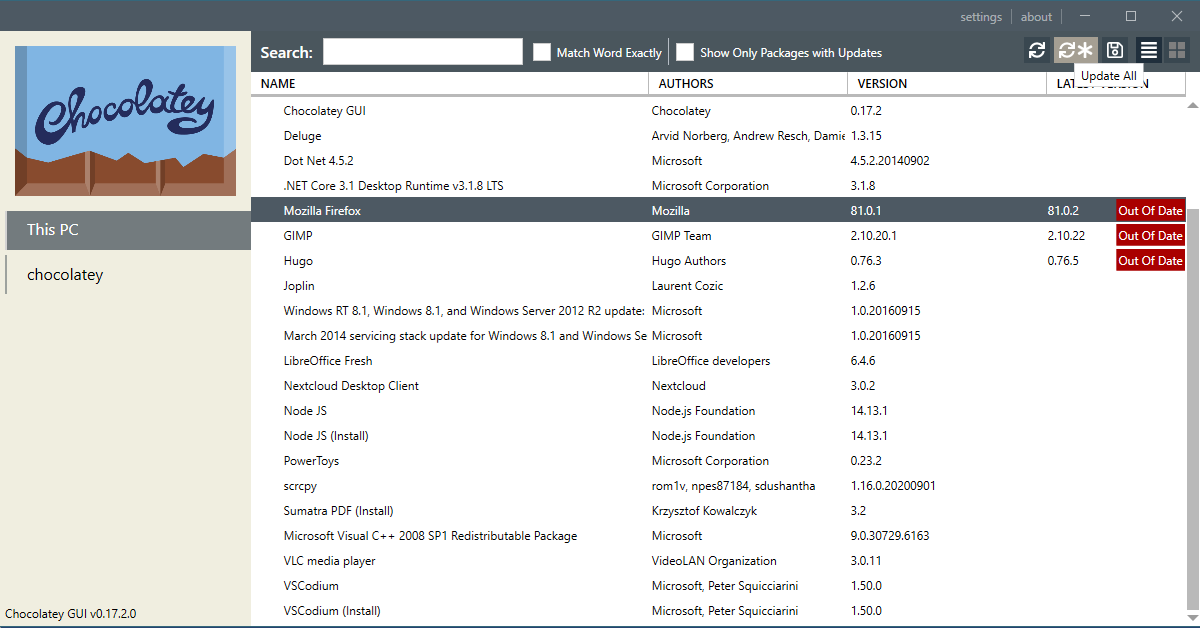 settings about
Chocolatey
Search: Match Word Exactly Show Only Packages with Updates
Update All
NAME AUTHORS VERSION LATEST VERSION
Chocolatey GUI Chocolatey 0.17.2
Deluge Arvid Norberg, Andrew Resch, Damie 1.3.15
Dot Net 4.5.2 Microsoft 4.5.2.20140902
.NET Core 3.1 Desktop Runtime v3.1.8 LTS Microsoft Corporation 3.1.8
Mozilla Firefox Mozilla 81.0.1 81.0.2 Out Of Date
This PC
GIMP GIMP Team 2.10.20.1 2.10.22 Out Of Date
Hugo Hugo Authors 0.76.3 0.76.5 Out Of Date
chocolatey
Joplin Laurent Cozic 1.2.6
Windows RT 8.1, Windows 8.1, and Windows Server 2012 R2 update: Microsoft 1.0.20160915
March 2014 servicing stack update for Windows 8.1 and Windows Se Microsoft 1.0.20160915
LibreOffice Fresh LibreOffice developers 6.4.6
Nextcloud Desktop Client Nextcloud 3.0.2
Node JS Node.js Foundation 14.13.1
Node JS (Install) Node.js Foundation 14.13.1
PowerToys Microsoft Corporation 0.23.2
scrcpy rom1v, npes87184, sdushantha 1.16.0.20200901
Sumatra PDF (Install) Krzysztof Kowalczyk 3.2
Microsoft Visual C++ 2008 SP1 Redistributable Package Microsoft 9.0.30729.6163
VLC media player VideoLAN Organization 3.0.11
VSCodium Microsoft, Peter Squicciarini 1.50.0
VSCodium (Install) Microsoft, Peter Squicciarini 1.50.0
Chocolatey GUI v0.17.2.0